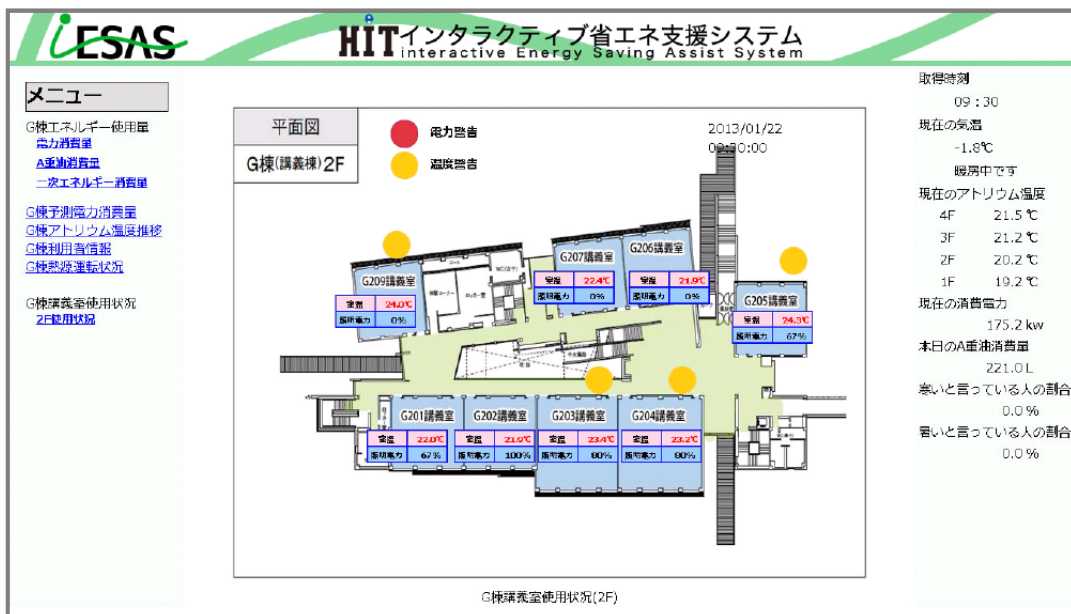 iESAS
HITインタラクティブ省エネ支援システム
interactive Energy Saving Assist System
メニュー
G棟エネルギー使用量
電力消費量
A重油消費量
一次エネルギー消費量
G棟予測電力消費量
G棟アトリウム温度推移
G棟利用者情報
G棟熱源運転状況
G棟講義室使用状況
2F使用状況
平面図
G棟(講義棟)2F
電力警告
温度警告
2013/01/22
09:30:00
G209講義室
室温 24.0℃
照明電力 0%
G207講義室
室温 22.4℃
照明電力 0%
G206講義室
室温 21.9℃
照明電力 0%
G205講義室
室温 24.3℃
照明電力 67%
G201講義室
室温 22.0℃
照明電力 67%
G202講義室
室温 21.9℃
照明電力 100%
G203講義室
室温 23.4℃
照明電力 80%
G204講義室
室温 23.2℃
照明電力 80%
G棟講義室使用状況(2F)
取得時刻
09:30
現在の気温
-1.8℃
暖房中です
現在のアトリウム温度
4F 21.5℃
3F 21.2℃
2F 20.2℃
1F 19.2℃
現在の消費電力
175.2 kw
本日のA重油消費量
221.0 L
寒いと言っている人の割合
0.0 %
暑いと言っている人の割合
0.0 %